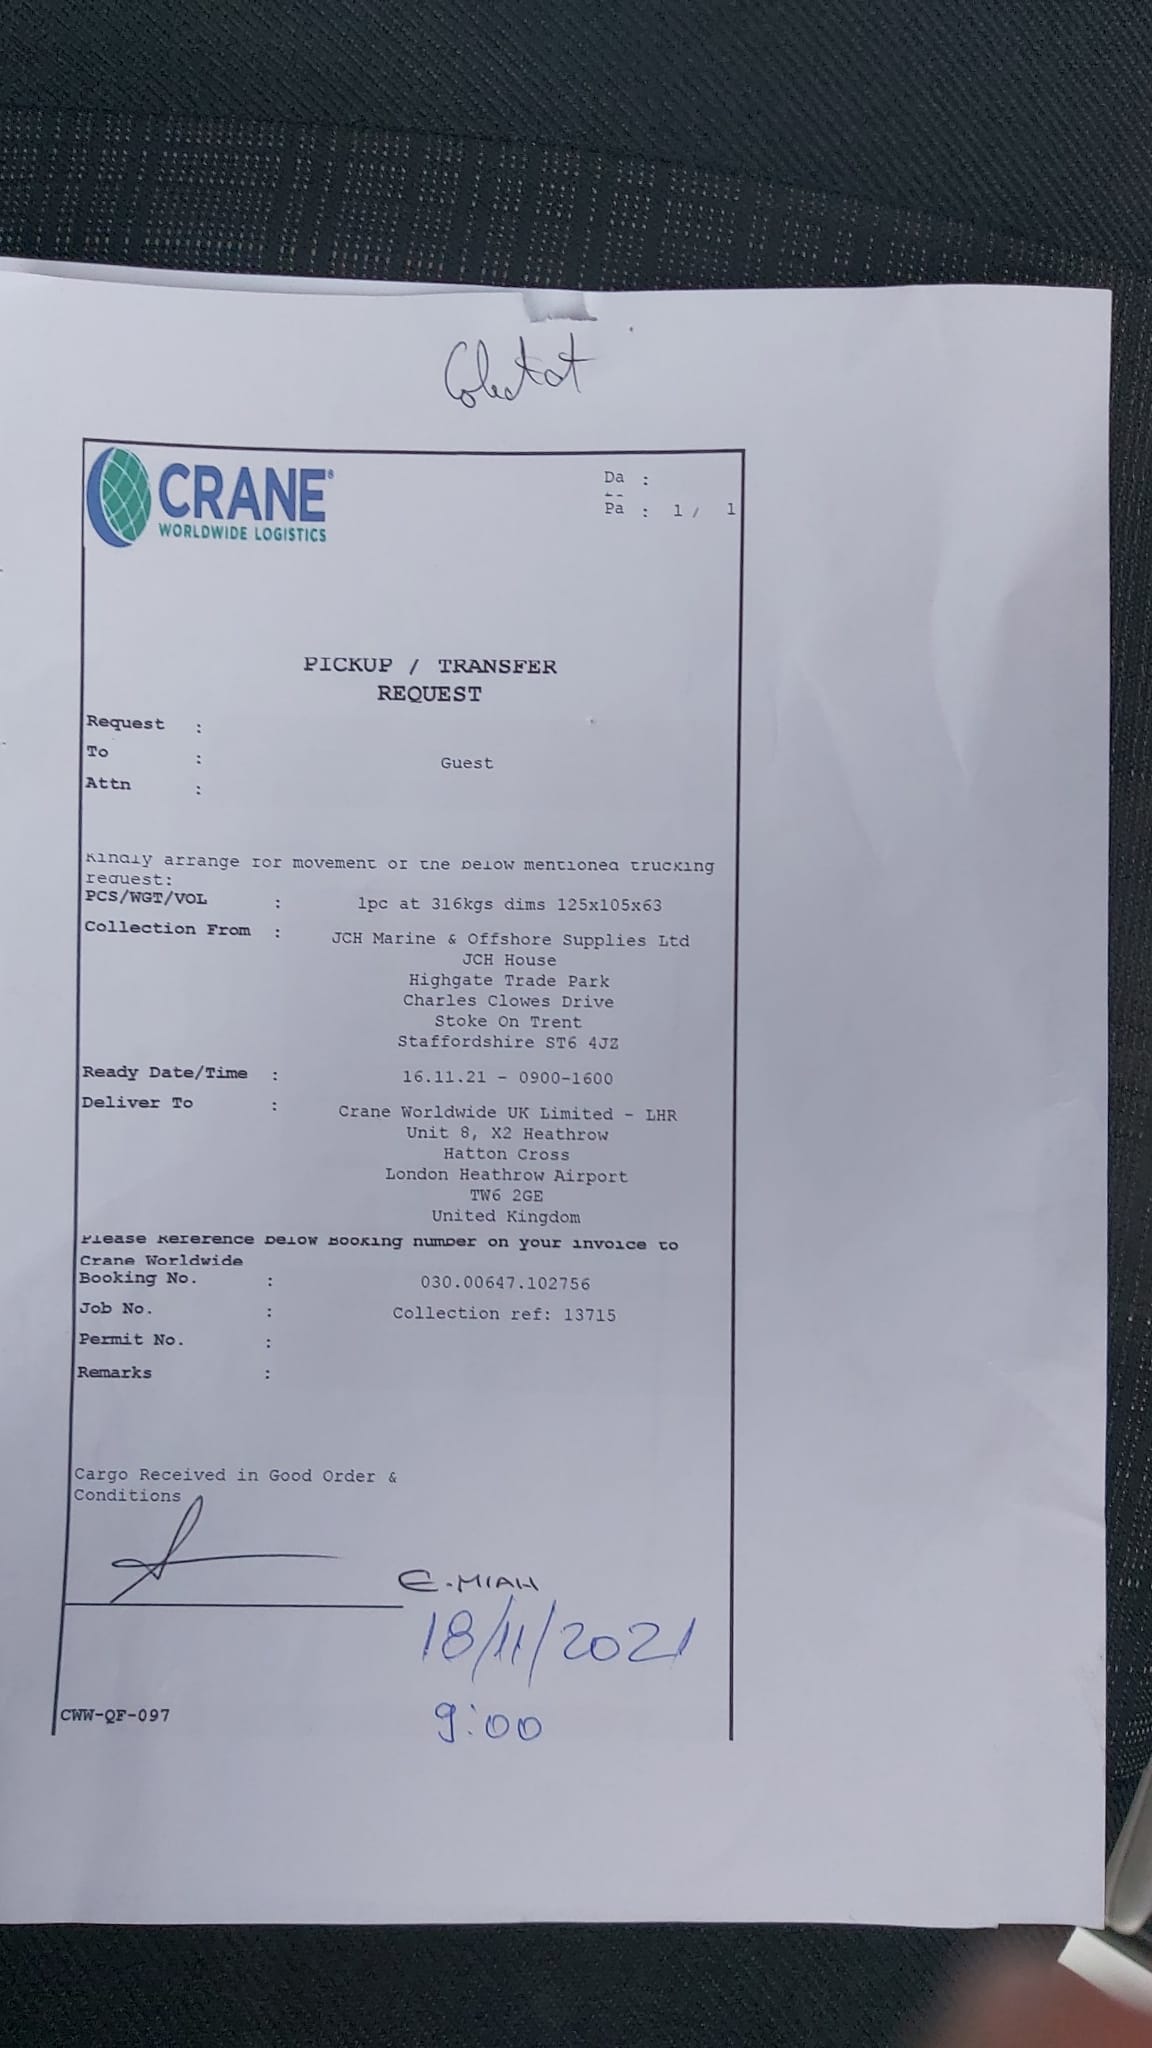 CRANE®
WORLDWIDE LOGISTICS
Da :
Pa : 1 / 1
PICKUP / TRANSFER
REQUEST
Request :
To : Guest
Attn :
Kindly arrange for movement of the below mentioned trucking
request:
PCS/WGT/VOL : 1pc at 316kgs dims 125x105x63
Collection From : JCH Marine & Offshore Supplies Ltd
JCH House
Highgate Trade Park
Charles Clowes Drive
Stoke On Trent
Staffordshire ST6 4JZ
Ready Date/Time : 16.11.21 - 0900-1600
Deliver To : Crane Worldwide UK Limited - LHR
Unit 8, X2 Heathrow
Hatton Cross
London Heathrow Airport
TW6 2GE
United Kingdom
Please Reference below Booking number on your invoice to
Crane Worldwide
Booking No. : 030.00647.102756
Job No. : Collection ref: 13715
Permit No. :
Remarks :
Cargo Received in Good Order &
Conditions
E.MIAH
18/11/2021
9:00
CWW-QF-097